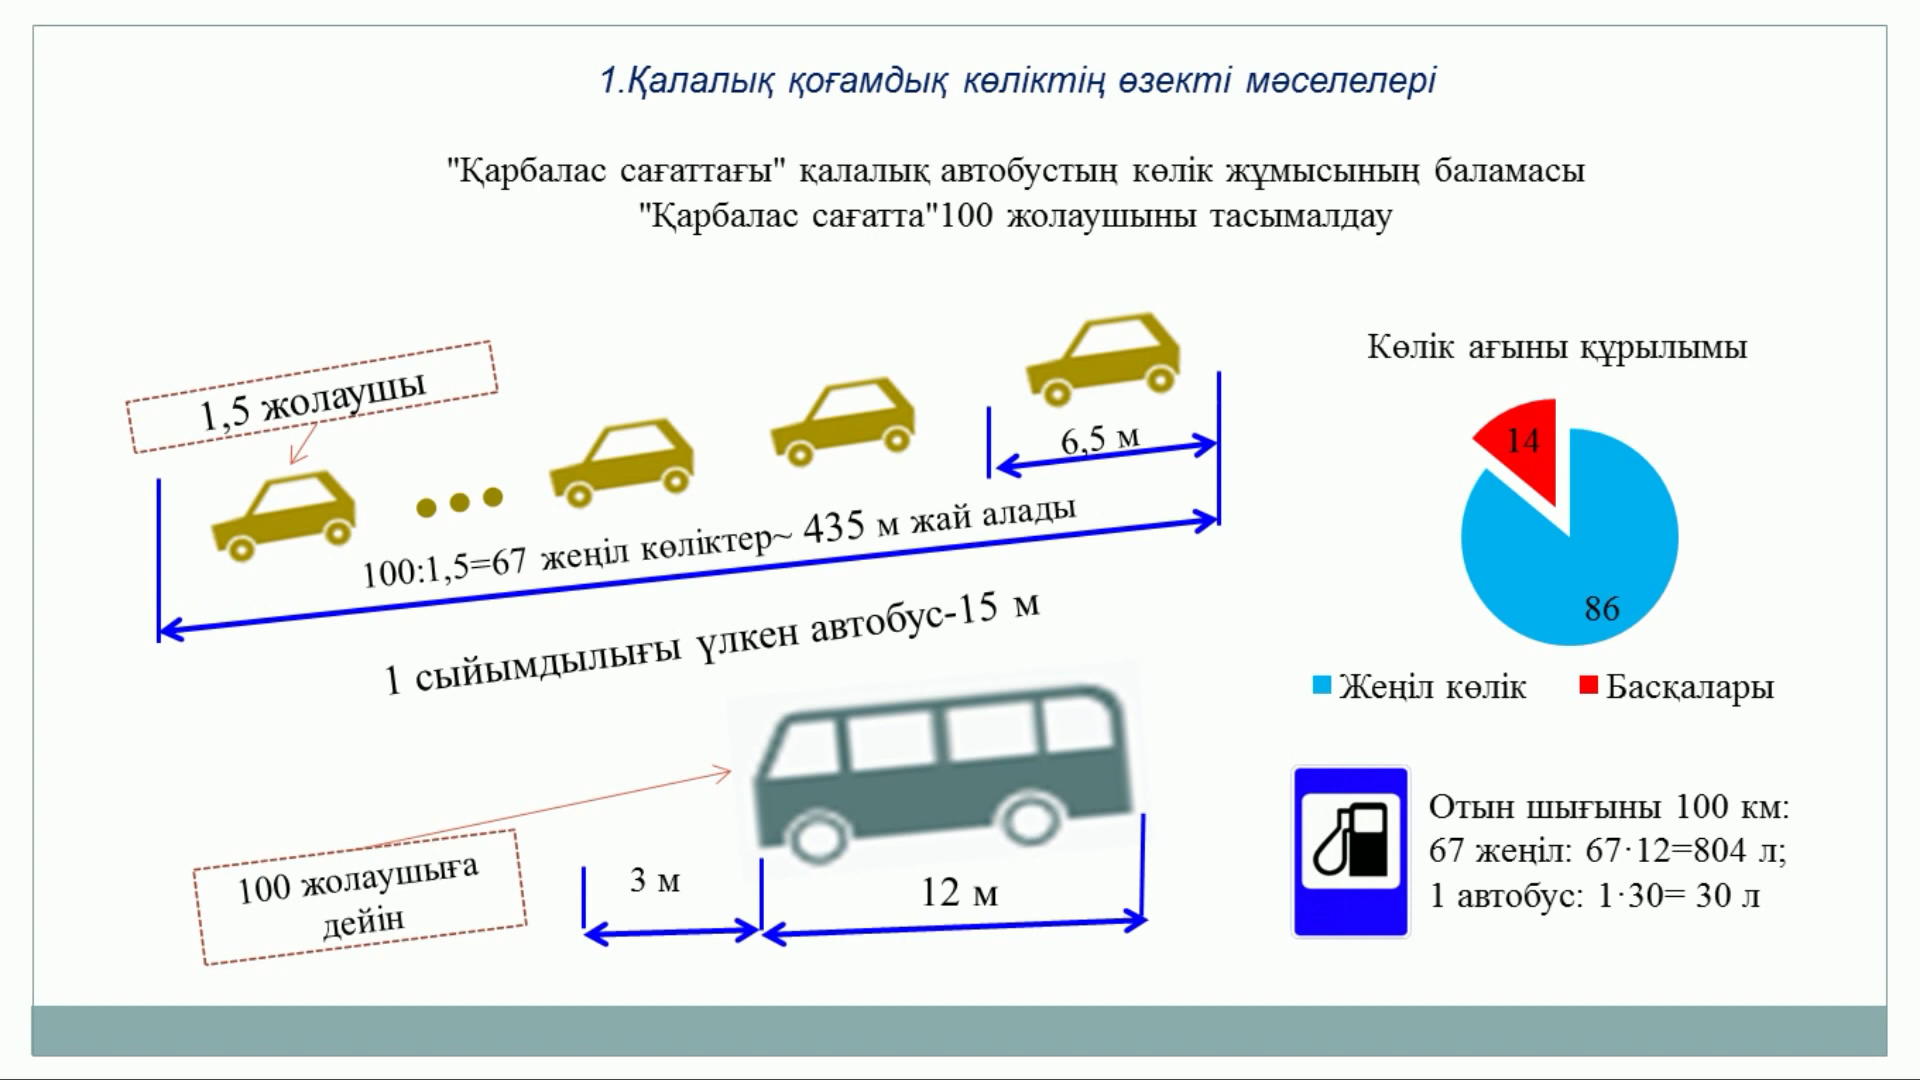 1.Қалалық қоғамдық көліктің өзекті мәселелері
"Қарбалас сағаттағы" қалалық автобустың көлік жұмысының баламасы
"Қарбалас сағатта"100 жолаушыны тасымалдау
1,5 жолаушы
6,5 м
100:1,5=67 жеңіл көліктер~ 435 м жай алады
1 сыйымдылығы үлкен автобус-15 м
100 жолаушыға
дейін
3 м
12 м
Көлік ағыны құрылымы
14
86
Жеңіл көлік
Басқалары
Отын шығыны 100 км:
67 жеңіл: 67·12=804 л;
1 автобус: 1·30= 30 л